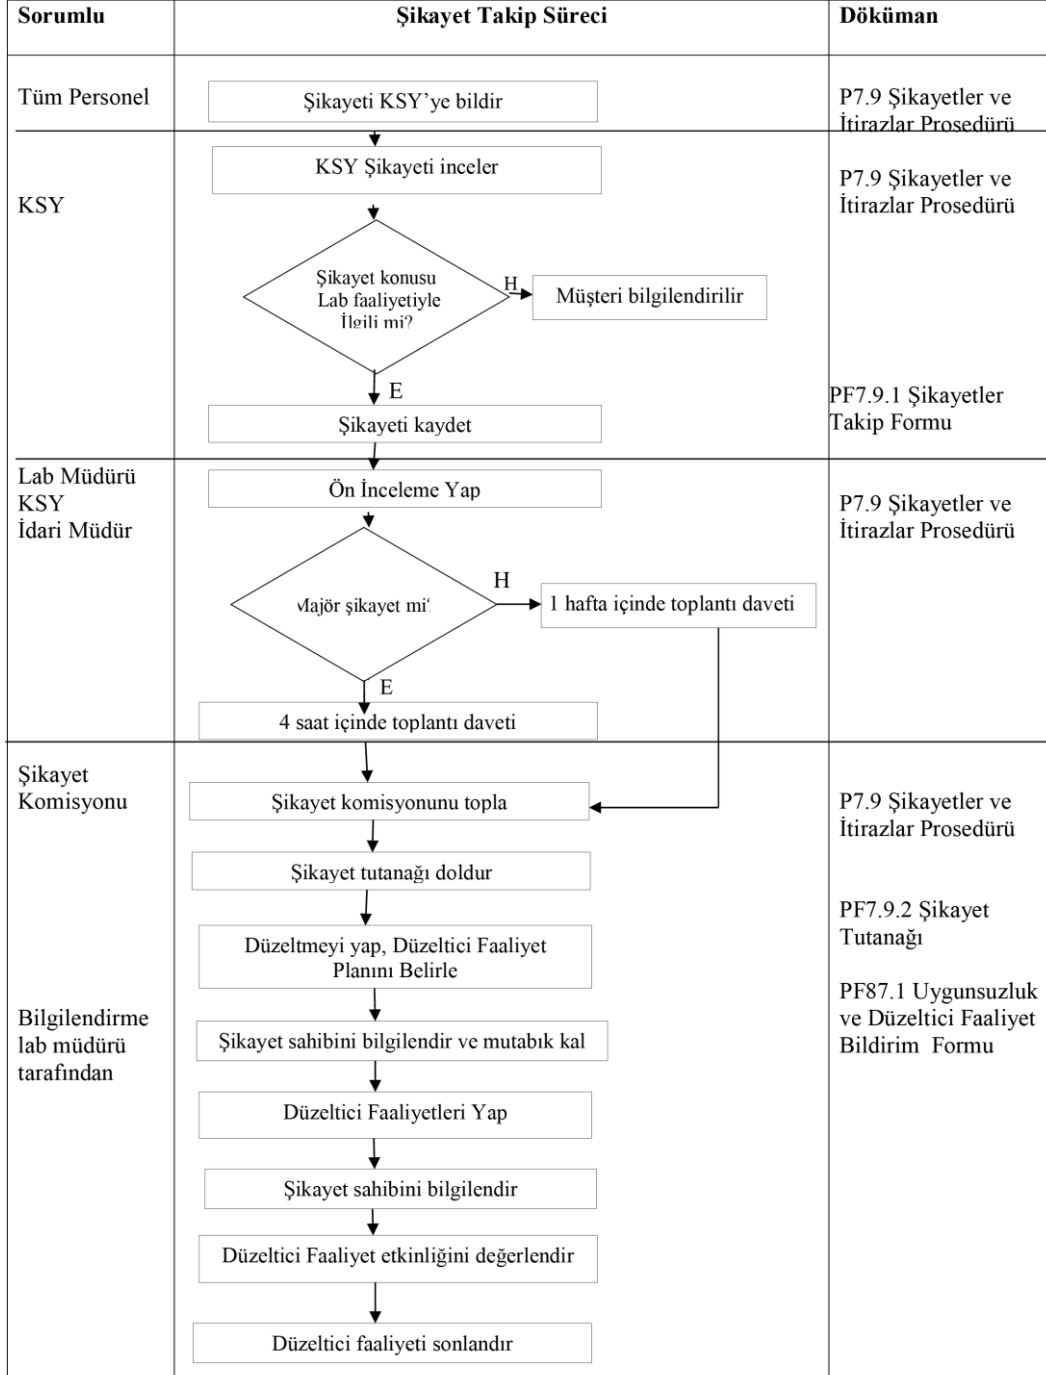 Sorumlu
Şikayet Takip Süreci
Döküman
Tüm Personel
Şikayeti KSY’ye bildir
P7.9 Şikayetler ve
İtirazlar Prosedürü
KSY
KSY Şikayeti inceler
P7.9 Şikayetler ve
İtirazlar Prosedürü
Şikayet konusu
Lab faaliyetiyle
İlgili mi?
H
Müşteri bilgilendirilir
E
Şikayeti kaydet
PF7.9.1 Şikayetler
Takip Formu
Lab Müdürü
KSY
İdari Müdür
Ön İnceleme Yap
P7.9 Şikayetler ve
İtirazlar Prosedürü
Majör şikayet mi?
H
1 hafta içinde toplantı daveti
E
4 saat içinde toplantı daveti
Şikayet
Komisyonu
Şikayet komisyonunu topla
P7.9 Şikayetler ve
İtirazlar Prosedürü
Şikayet tutanağı doldur
PF7.9.2 Şikayet
Tutanağı
Düzeltmeyi yap, Düzeltici Faaliyet
Planını Belirle
PF87.1 Uygunsuzluk
ve Düzeltici Faaliyet
Bildirim Formu
Bilgilendirme
lab müdürü
tarafından
Şikayet sahibini bilgilendir ve mutabık kal
Düzeltici Faaliyetleri Yap
Şikayet sahibini bilgilendir
Düzeltici Faaliyet etkinliğini değerlendir
Düzeltici faaliyeti sonlandır